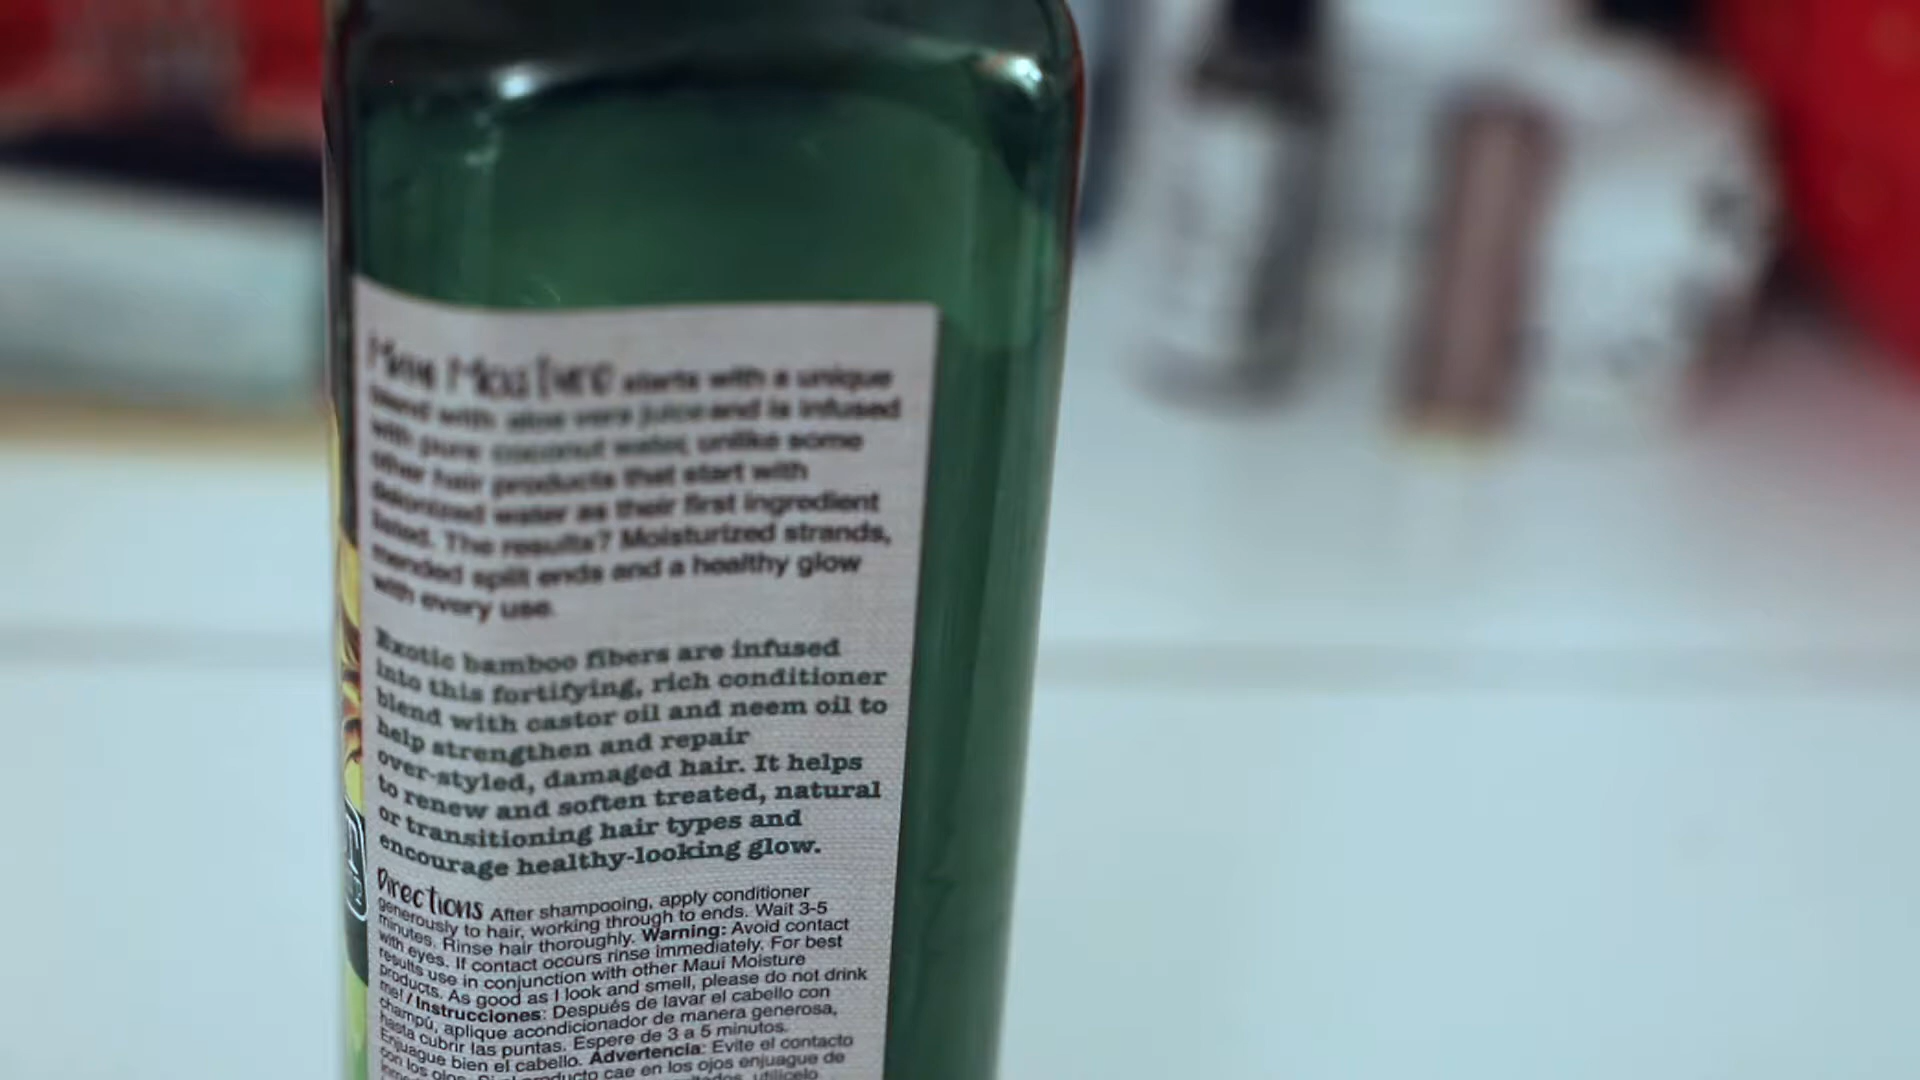 Maui Moisture starts with a unique
blend with aloe vera juice and is infused
with pure coconut water, unlike some
other hair products that start with
deionized water as their first ingredient
listed. The results? Moisturized strands,
mended split ends and a healthy glow
with every use.
Exotic bamboo fibers are infused
into this fortifying, rich conditioner
blend with castor oil and neem oil to
help strengthen and repair
over-styled, damaged hair. It helps
to renew and soften treated, natural
or transitioning hair types and
encourage healthy-looking glow.
Directions After shampooing, apply conditioner
generously to hair, working through to ends. Wait 3-5
minutes. Rinse hair thoroughly. Warning: Avoid contact
with eyes. If contact occurs rinse immediately. For best
results use in conjunction with other Maui Moisture
products. As good as I look and smell, please do not drink
me! / Instrucciones: Después de lavar el cabello con
champú, aplique acondicionador de manera generosa,
hasta cubrir las puntas. Espere de 3 a 5 minutos.
Enjuague bien el cabello. Advertencia: Evite el contacto
con los ojos. Si el producto cae en los ojos enjuague de
utilícelo